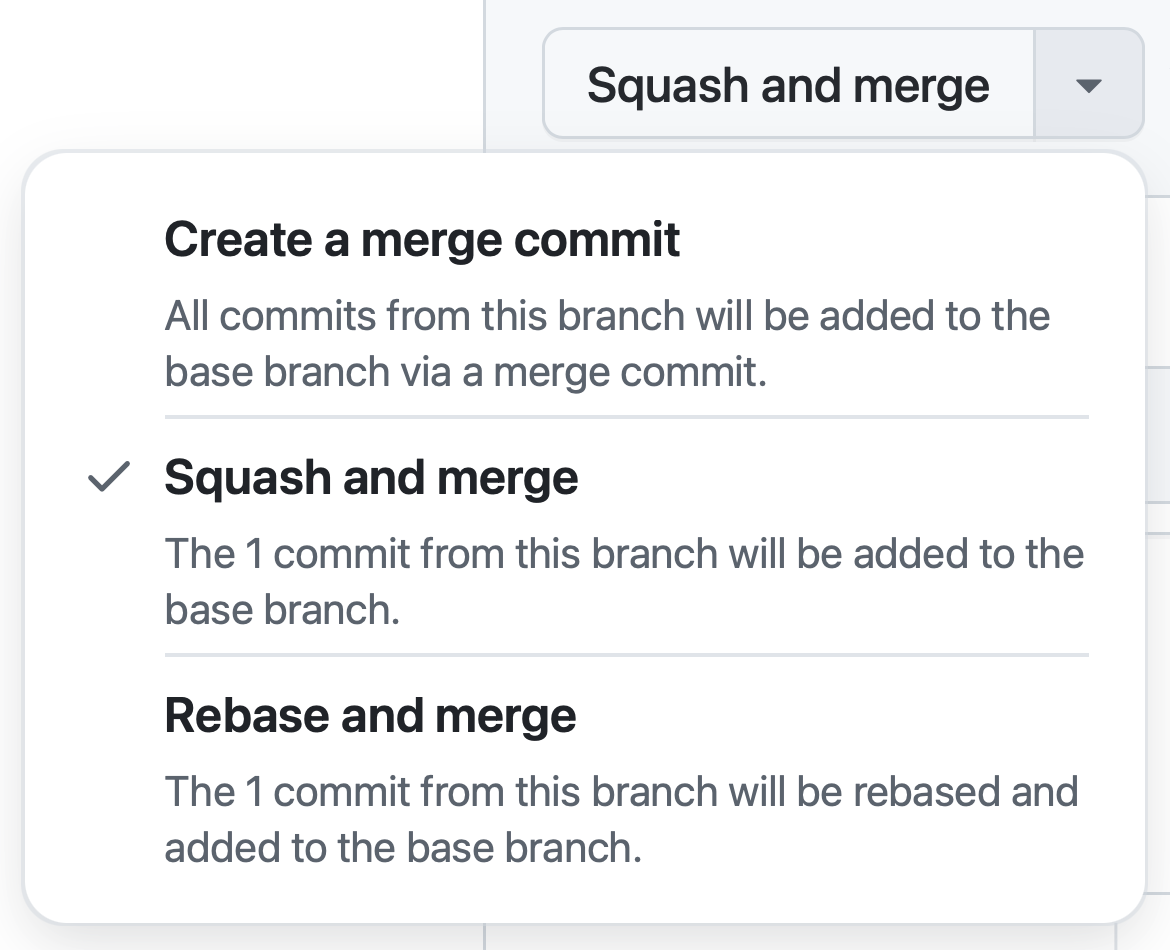 Squash and merge
Create a merge commit
All commits from this branch will be added to the
base branch via a merge commit.
Squash and merge
The 1 commit from this branch will be added to the
base branch.
Rebase and merge
The 1 commit from this branch will be rebased and
added to the base branch.